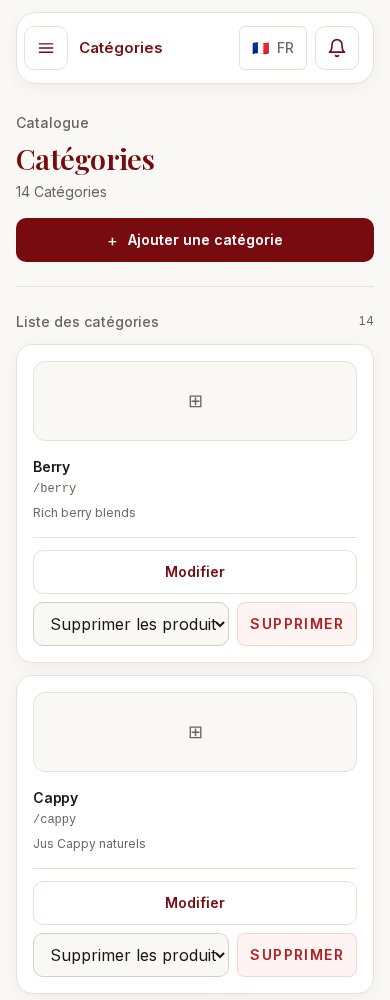 Catégories
FR
Catalogue
Catégories
14 Catégories
+ Ajouter une catégorie
Liste des catégories
14
Berry
/berry
Rich berry blends
Modifier
Supprimer les produit
SUPPRIMER
Cappy
/cappy
Jus Cappy naturels
Modifier
Supprimer les produit
SUPPRIMER